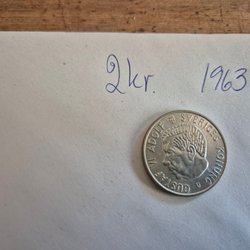 2kr. 1963
GUSTAF VI ADOLF SVERIGES KONUNG